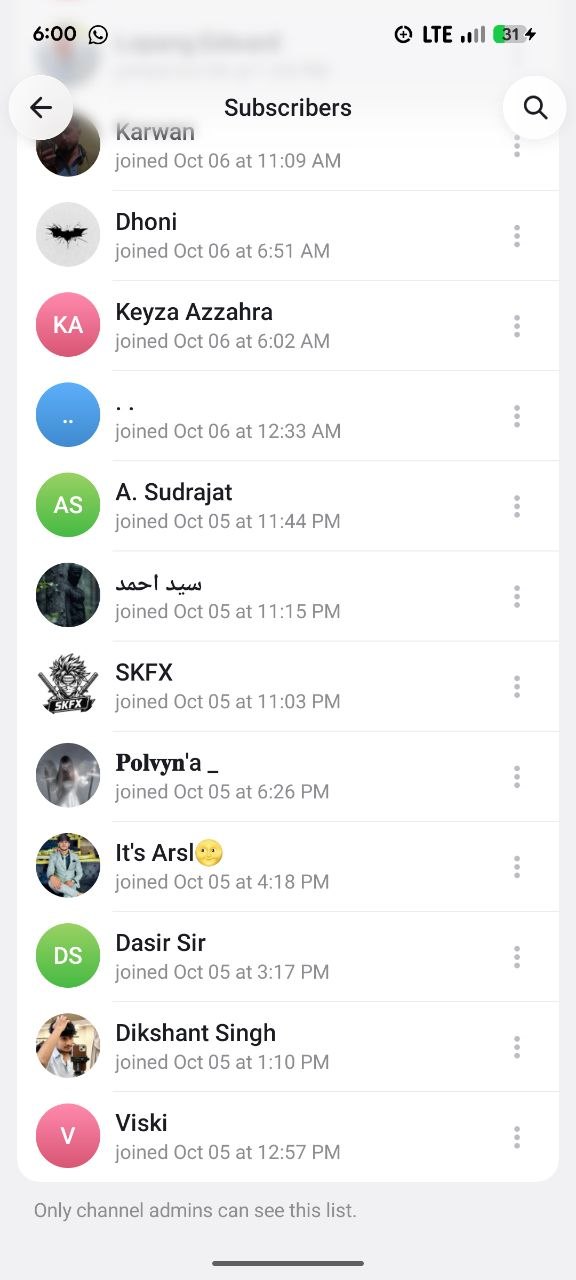 6:00
LTE
31
Subscribers
Karwan
joined Oct 06 at 11:09 AM
Dhoni
joined Oct 06 at 6:51 AM
KA
Keyza Azzahra
joined Oct 06 at 6:02 AM
..
. .
joined Oct 06 at 12:33 AM
AS
A. Sudrajat
joined Oct 05 at 11:44 PM
سید احمد
joined Oct 05 at 11:15 PM
SKFX
SKFX
joined Oct 05 at 11:03 PM
𝐏𝐨𝐥𝐯𝐲𝐧'a _
joined Oct 05 at 6:26 PM
It's Arsl🌝
joined Oct 05 at 4:18 PM
DS
Dasir Sir
joined Oct 05 at 3:17 PM
Dikshant Singh
joined Oct 05 at 1:10 PM
V
Viski
joined Oct 05 at 12:57 PM
Only channel admins can see this list.